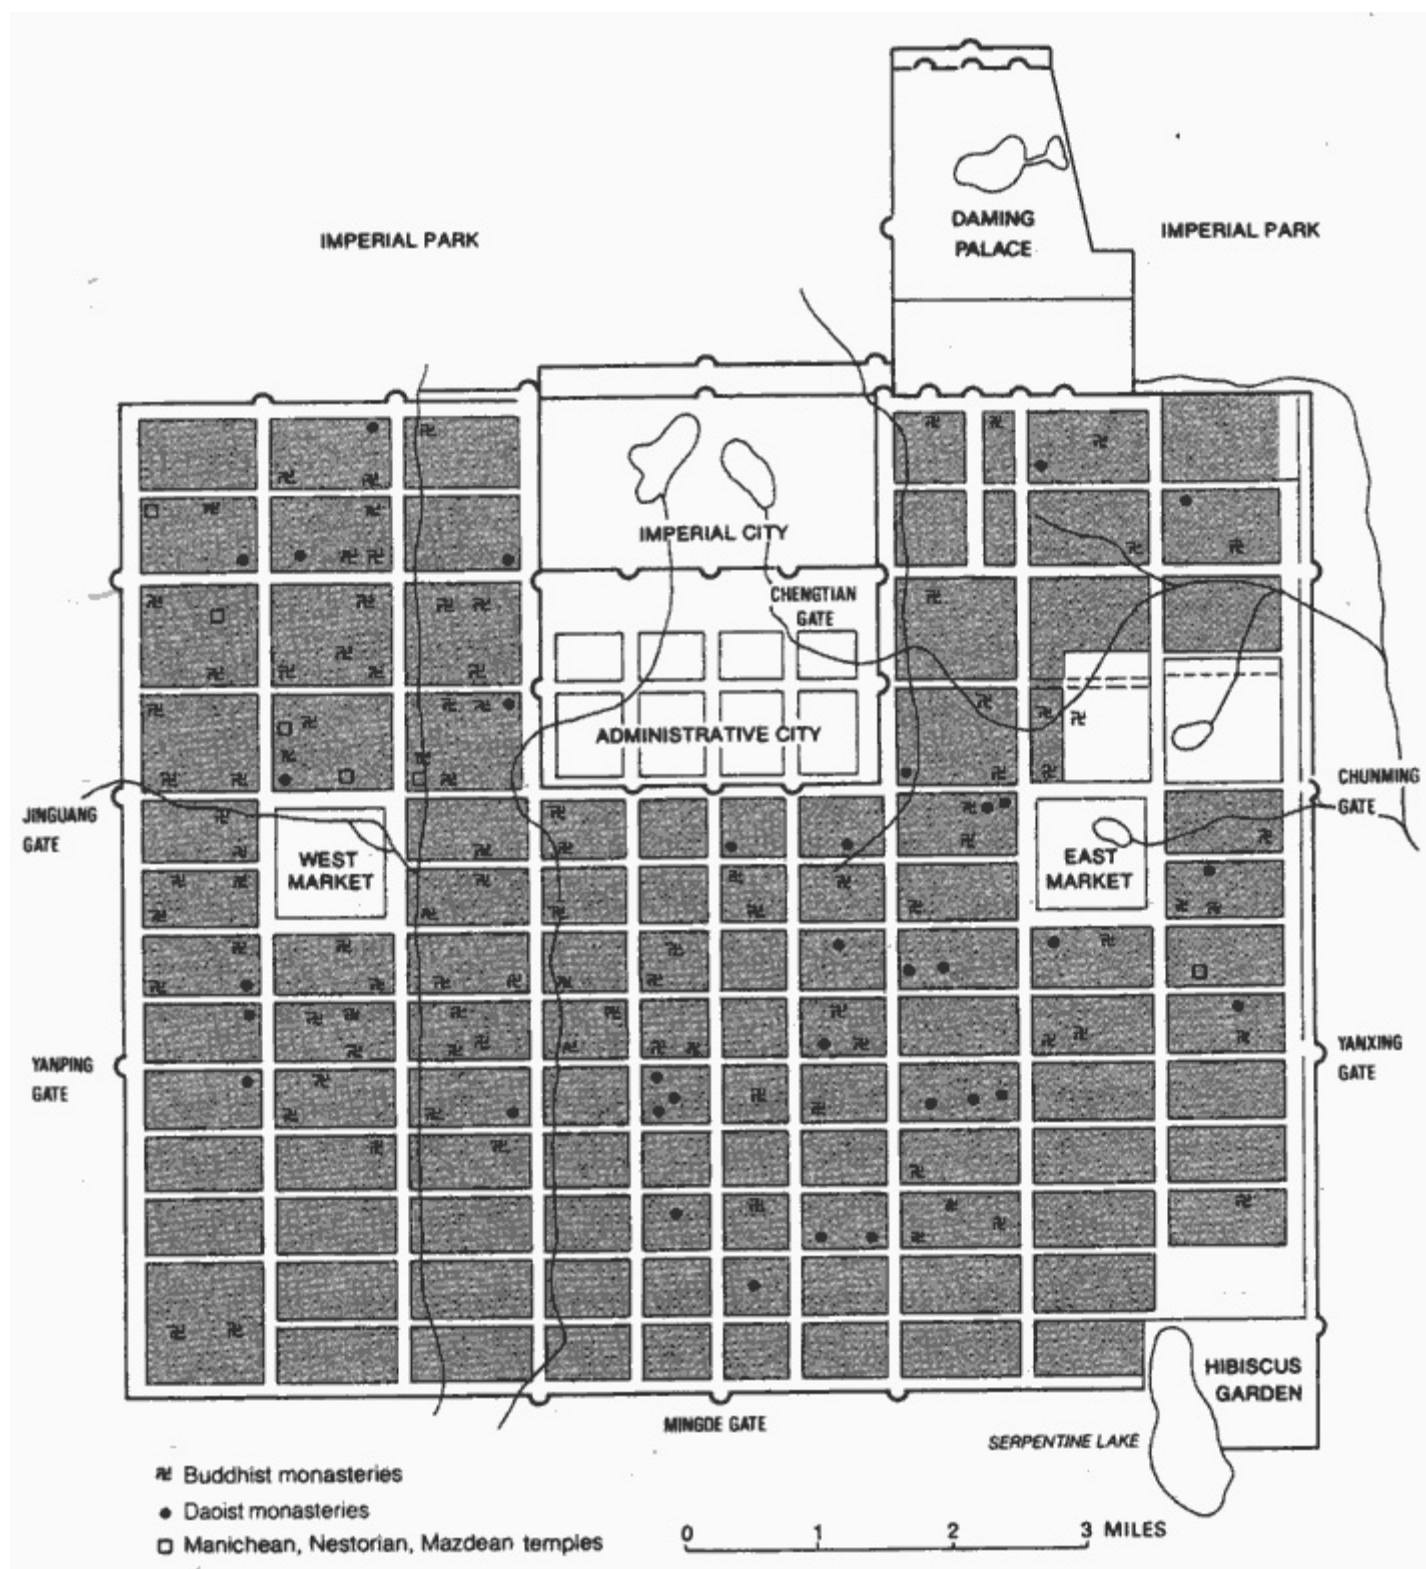 DAMING
PALACE
IMPERIAL PARK
IMPERIAL PARK
IMPERIAL CITY
CHENGTIAN
GATE
ADMINISTRATIVE CITY
JINGUANG
GATE
WEST
MARKET
EAST
MARKET
CHUNMING
GATE
YANPING
GATE
YANXING
GATE
HIBISCUS
GARDEN
MINGDE GATE
SERPENTINE LAKE
卍 Buddhist monasteries
● Daoist monasteries
□ Manichean, Nestorian, Mazdean temples
0 1 2 3 MILES